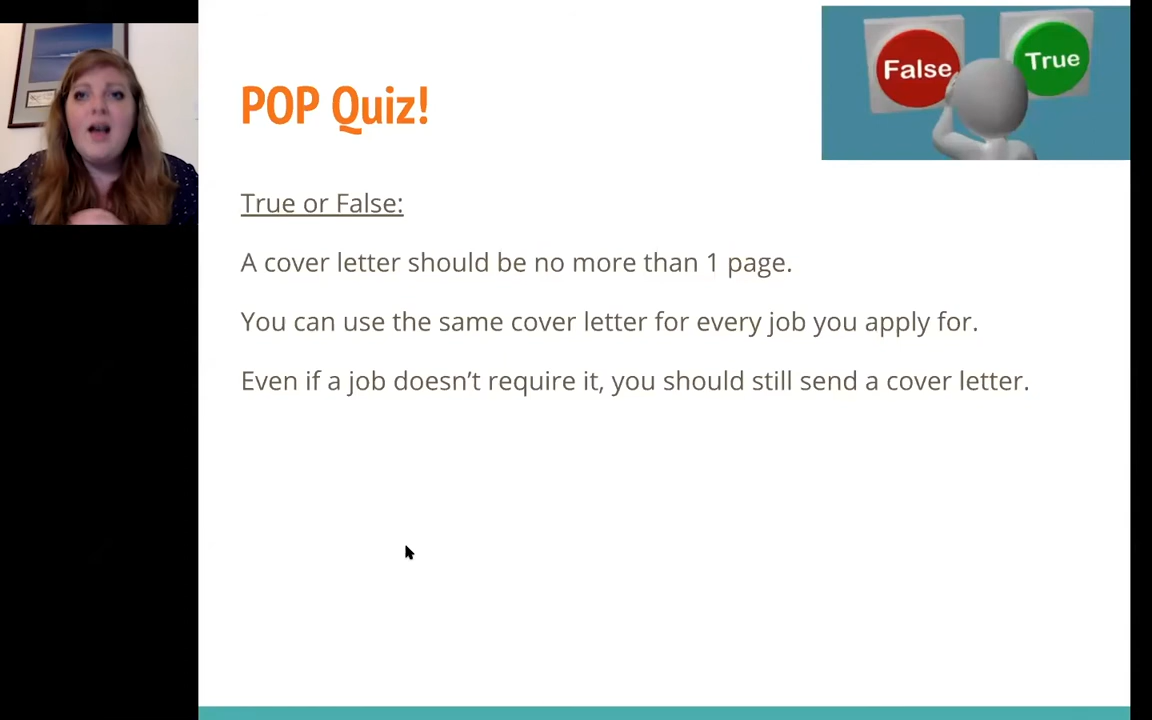 POP Quiz!
False
True
True or False:
A cover letter should be no more than 1 page.
You can use the same cover letter for every job you apply for.
Even if a job doesn’t require it, you should still send a cover letter.